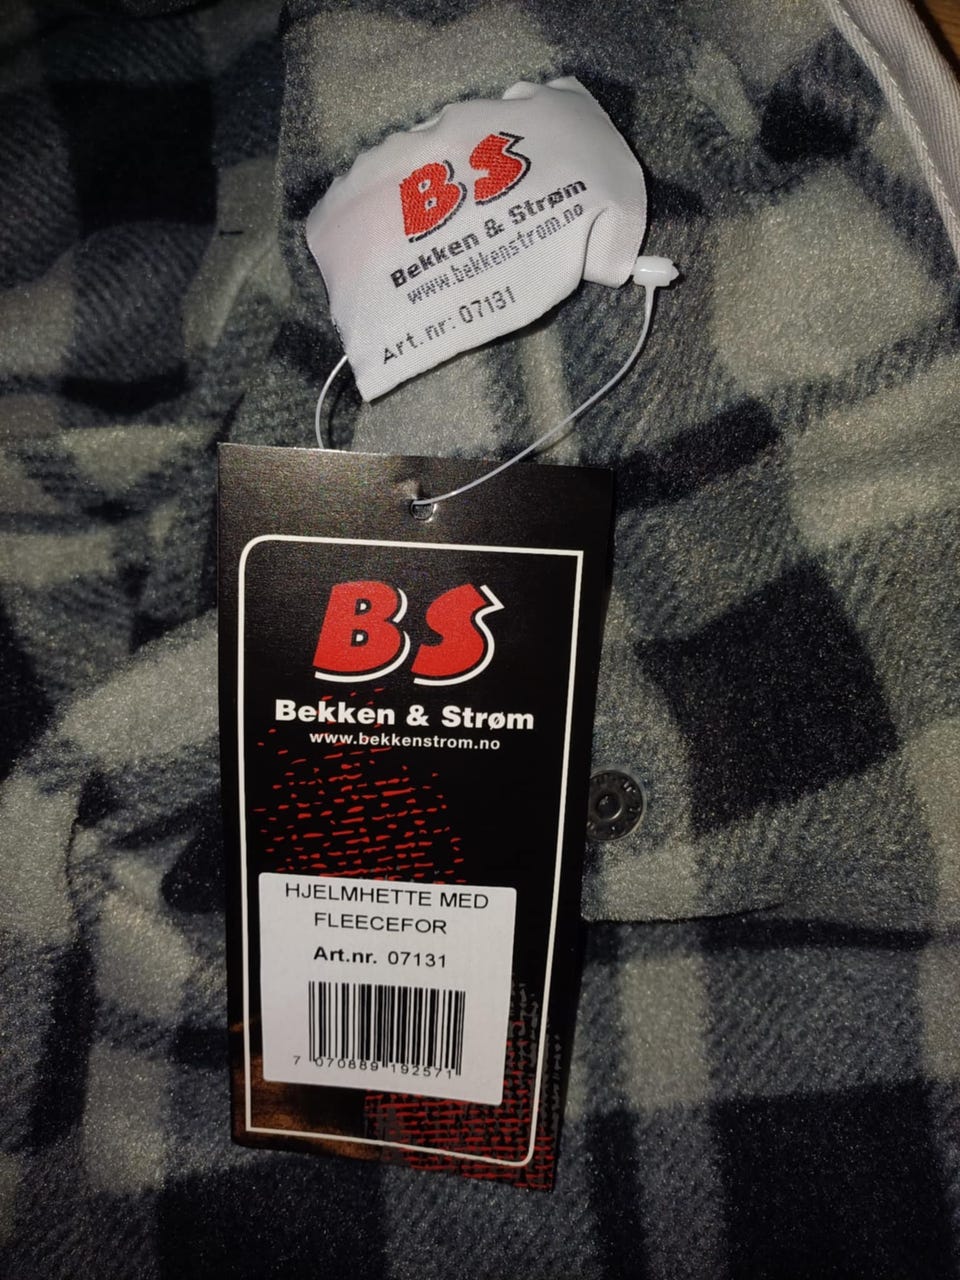 BS
Bekken & Strøm
www.bekkenstrom.no
Art.nr: 07131
BS
Bekken & Strøm
www.bekkenstrom.no
HJELMHETTE MED
FLEECEFOR
Art.nr. 07131
7 070889 192571